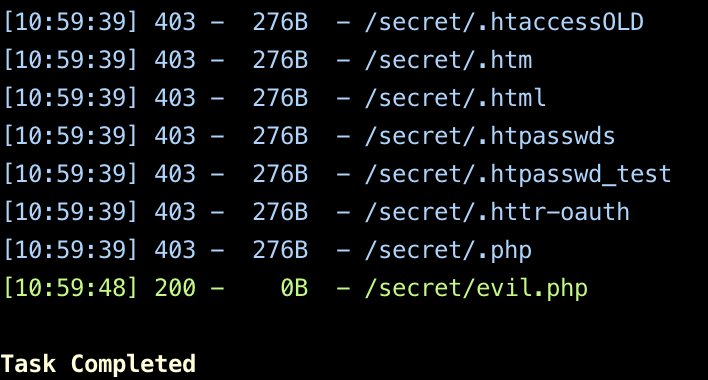 [10:59:39] 403 -  276B  - /secret/.htaccessOLD
[10:59:39] 403 -  276B  - /secret/.htm
[10:59:39] 403 -  276B  - /secret/.html
[10:59:39] 403 -  276B  - /secret/.htpasswds
[10:59:39] 403 -  276B  - /secret/.htpasswd_test
[10:59:39] 403 -  276B  - /secret/.httr-oauth
[10:59:39] 403 -  276B  - /secret/.php
[10:59:48] 200 -    0B  - /secret/evil.php
Task Completed